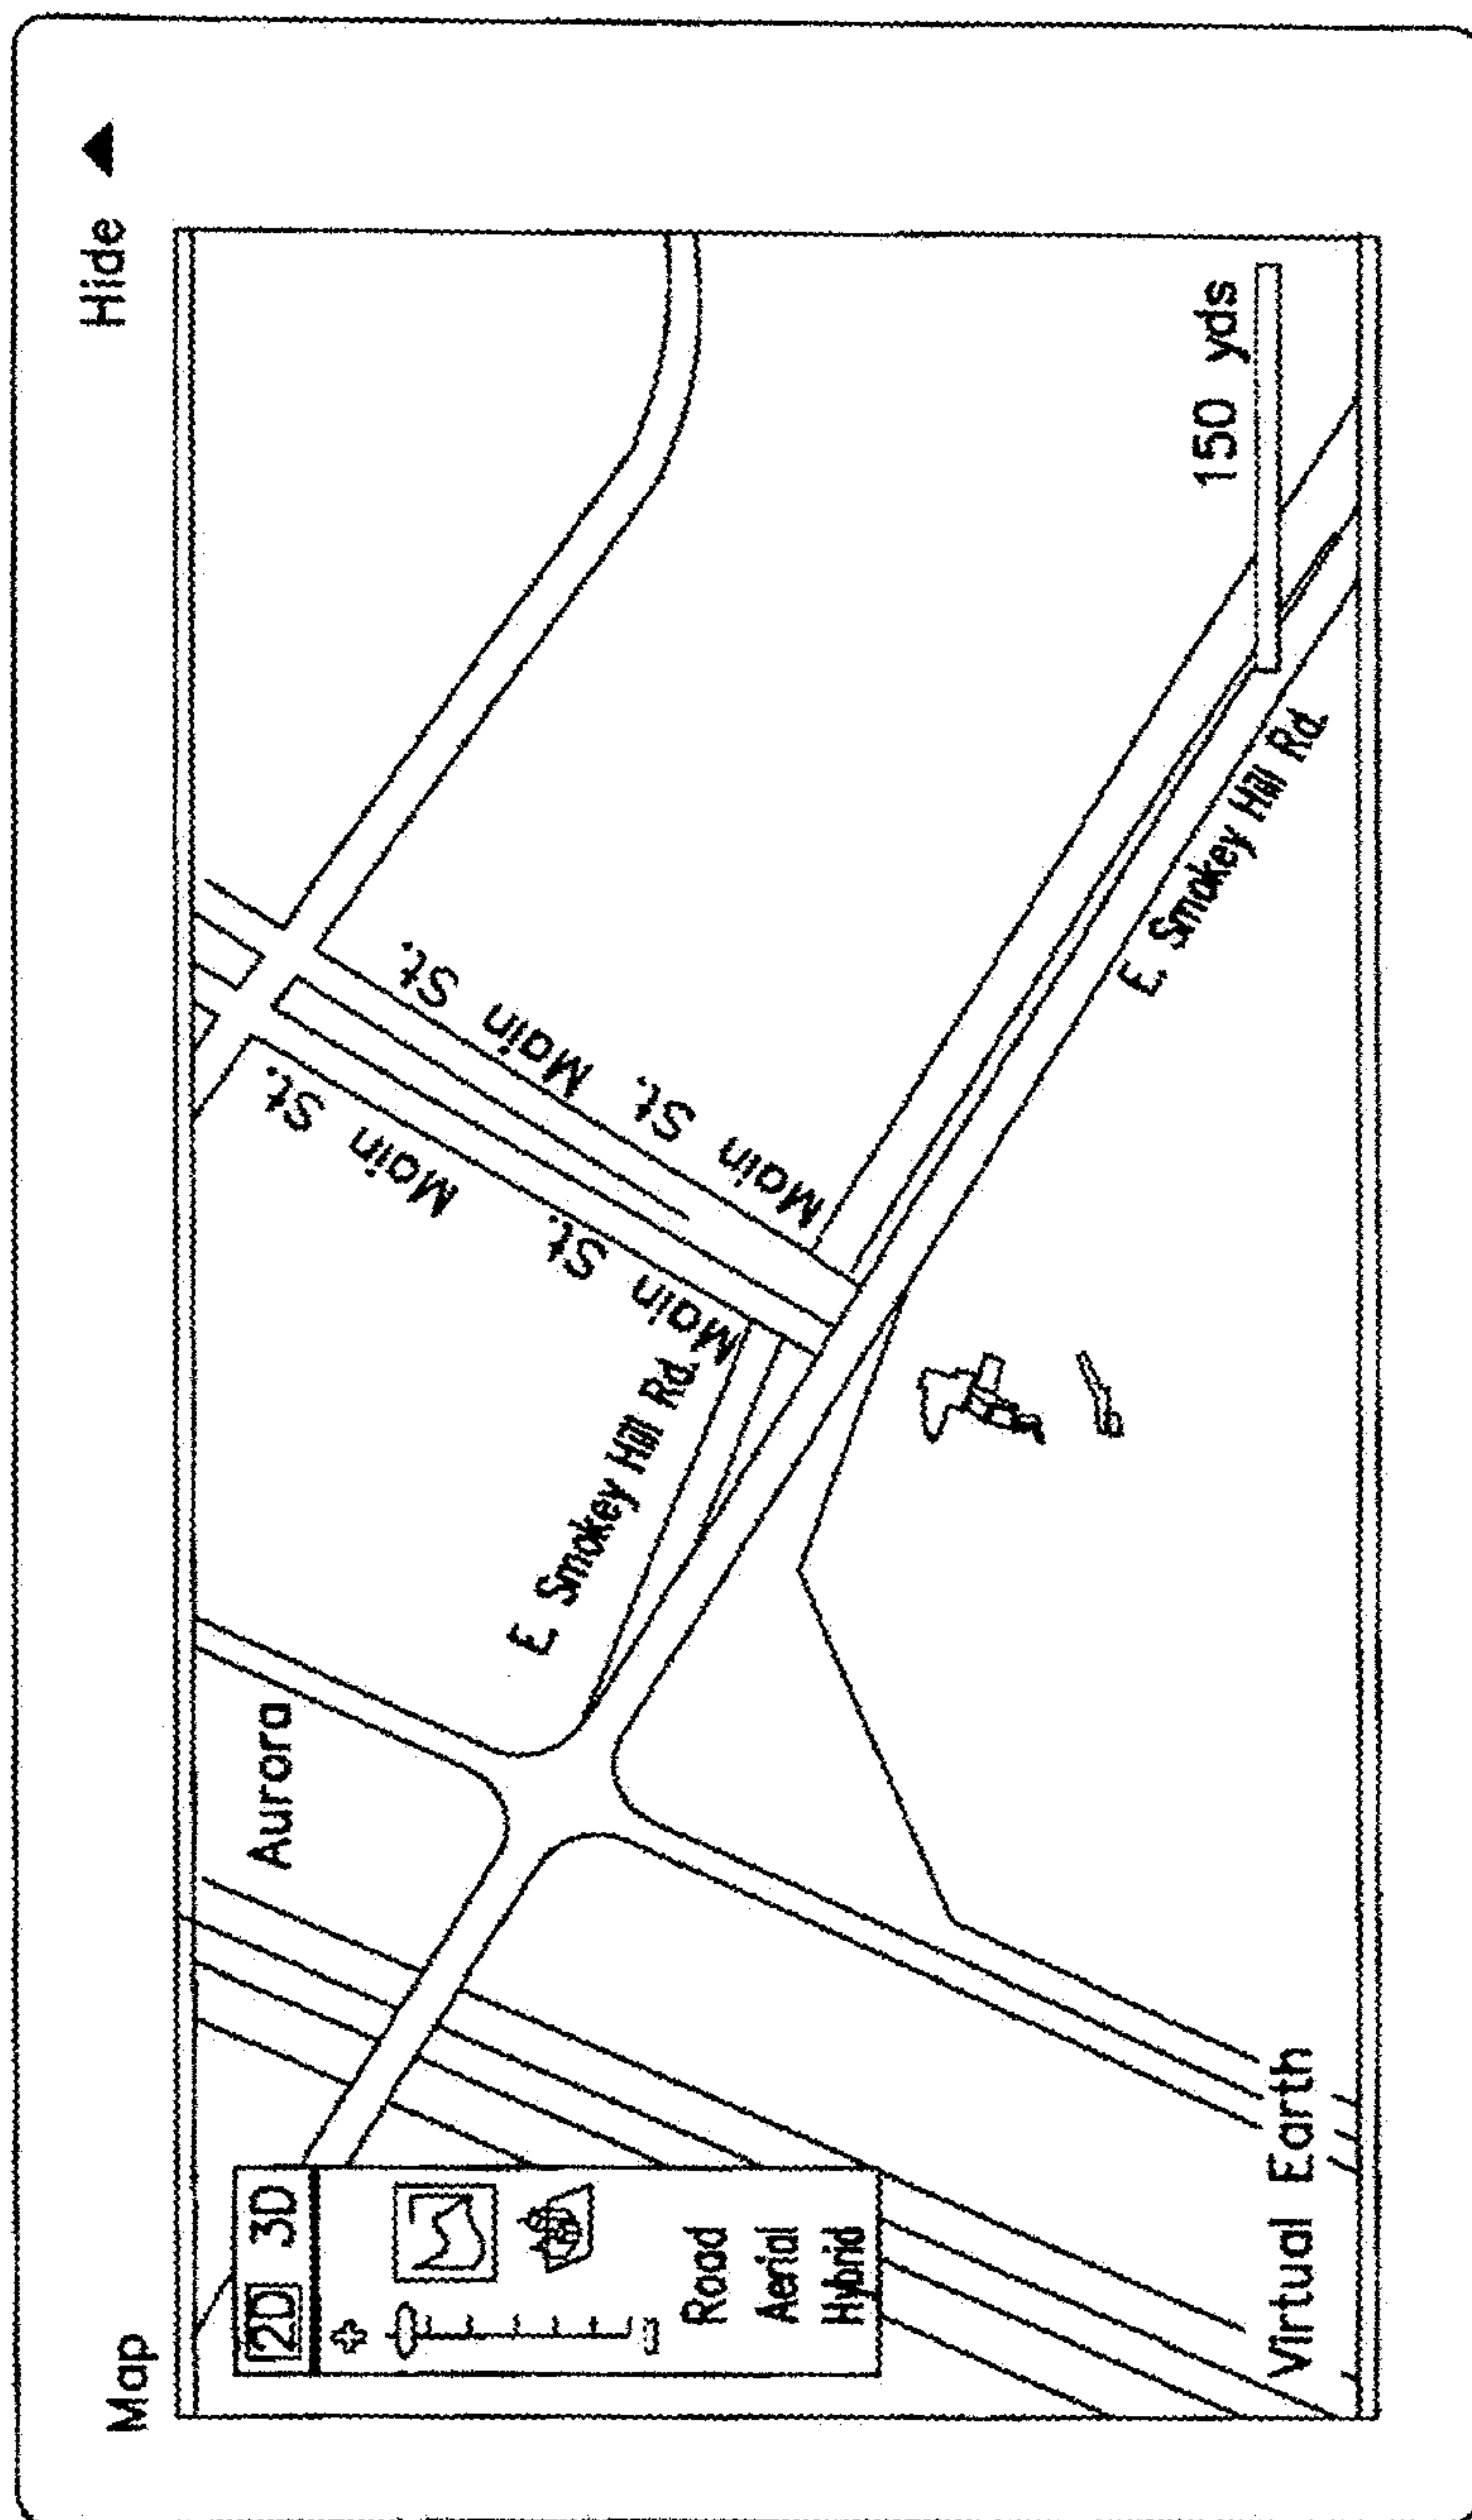 Map
Hide
2D 3D
Road
Aerial
Hybrid
Aurora
E Smokey Hill Rd.
Main St.
Main St.
Main St.
Main St.
E Smokey Hill Rd.
150 yds
Virtual Earth